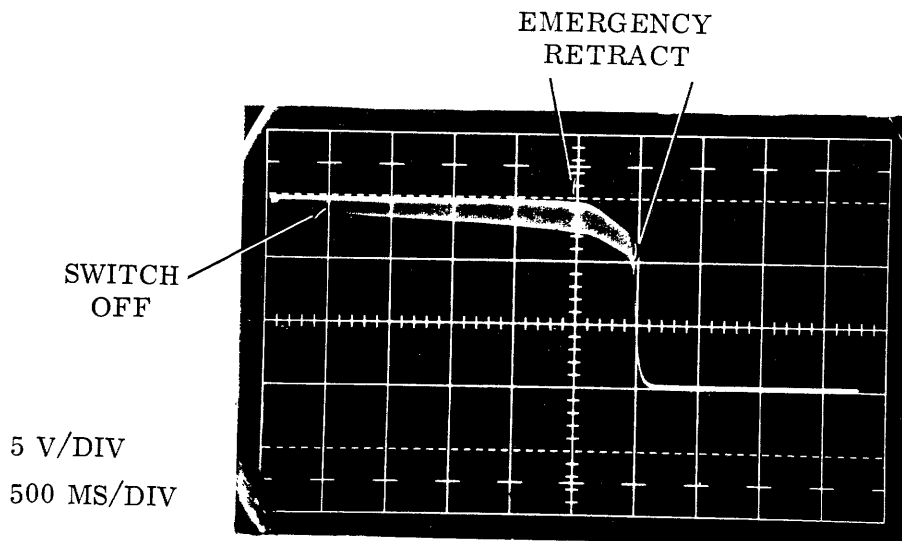 EMERGENCY
RETRACT
SWITCH
OFF
5 V/DIV
500 MS/DIV